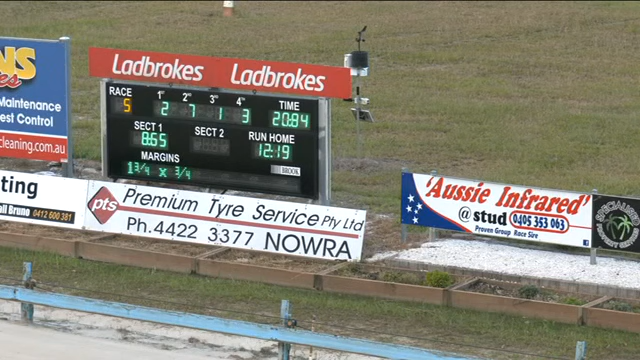 NS
es
Maintenance
est Control
cleaning.com.au
Ladbrokes Ladbrokes
RACE 1st 2nd 3rd 4th TIME
5 2 7 1 3 20:84
SECT 1 SECT 2 RUN HOME
8.65 12.19
MARGINS
1 3/4 x 3/4
BROOK
ting
all Bruno 0412 600 381
pts Premium Tyre Service Pty Ltd
Ph.4422 3377 NOWRA
'Aussie Infrared'
@ stud 0405 353 063
Proven Group Race Sire